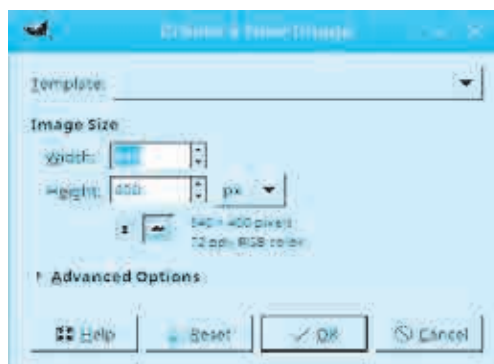 Create a New Image
Template:
Image Size
Width:
Height: 400 px
640 × 400 pixels
72 ppi, RGB color
Advanced Options
Help Reset OK Cancel